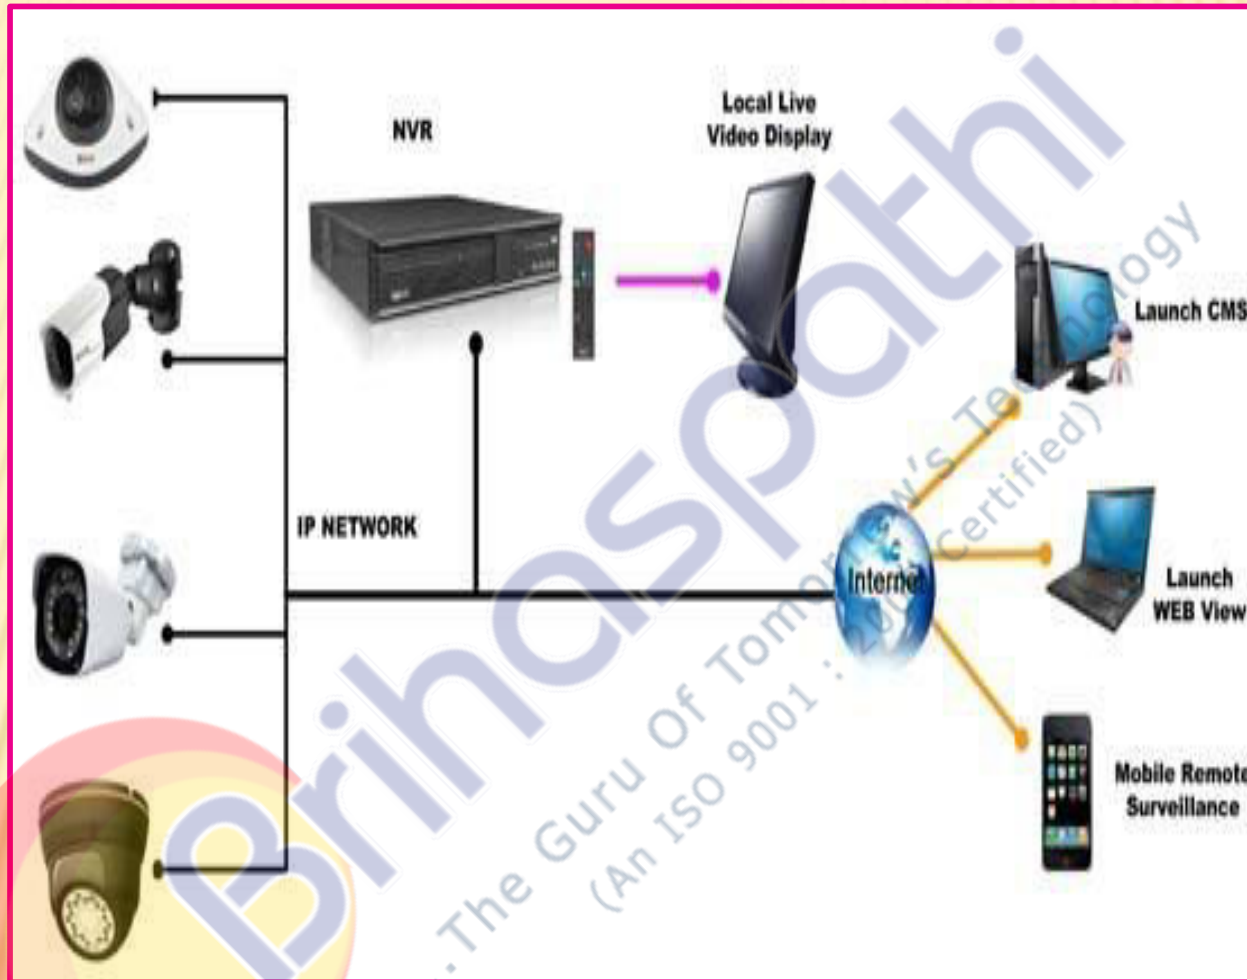 NVR
Local Live
Video Display
Launch CMS
IP NETWORK
Internet
Launch
WEB View
Mobile Remote
Surveillance
Brihaspathi
.The Guru Of Tomorrow's Technology
(An ISO 9001 : Certified)